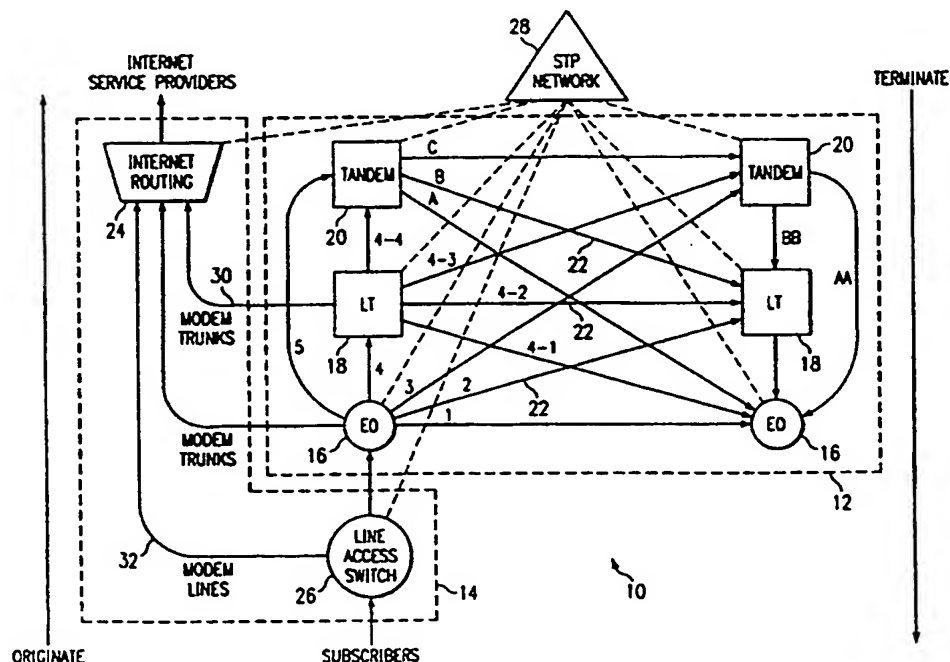 INTERNET
SERVICE PROVIDERS
28
STP
NETWORK
TERMINATE
INTERNET
ROUTING
24
TANDEM
20
C
B
A
TANDEM
20
4-4
4-3
22
BB
AA
30
MODEM
TRUNKS
LT
18
4-2
22
LT
18
5
4
4-1
3
2
22
1
EO
16
EO
16
MODEM
TRUNKS
12
32
MODEM
LINES
LINE
ACCESS
SWITCH
26
14
10
ORIGINATE
SUBSCRIBERS